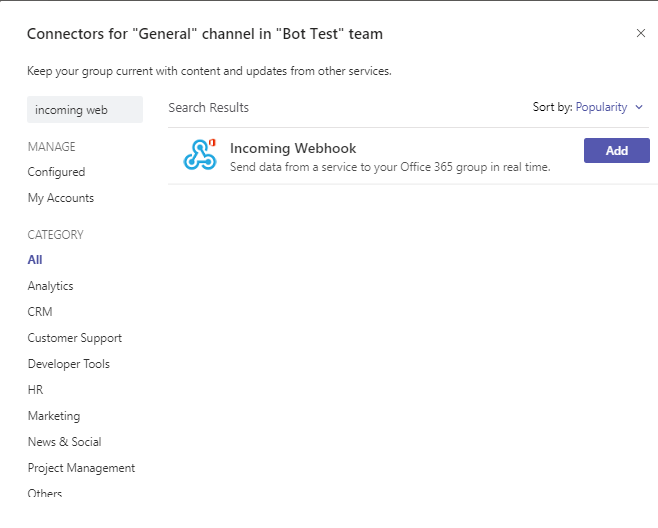 Connectors for "General" channel in "Bot Test" team
Keep your group current with content and updates from other services.
incoming web
Search Results
Sort by: Popularity
MANAGE
Configured
My Accounts
CATEGORY
All
Analytics
CRM
Customer Support
Developer Tools
HR
Marketing
News & Social
Project Management
Others
Incoming Webhook
Send data from a service to your Office 365 group in real time.
Add